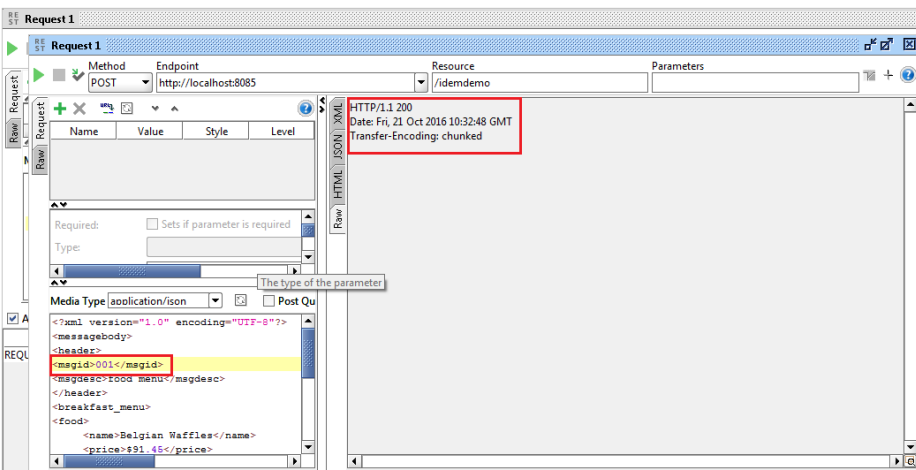 REST Request 1
REST Request 1
Method Endpoint Resource Parameters
POST http://localhost:8085 /idemdemo
Request
Raw
Request
Raw
Name Value Style Level
Required: Sets if parameter is required
Type:
The type of the parameter
Media Type application/json Post Qu
<?xml version="1.0" encoding="UTF-8"?>
<messagebody>
<header>
<msgid>001</msgid>
<msgdesc>food menu</msgdesc>
</header>
<breakfast_menu>
<food>
<name>Belgian Waffles</name>
<price>$91.45</price>
XML
JSON
HTML
Raw
HTTP/1.1 200
Date: Fri, 21 Oct 2016 10:32:48 GMT
Transfer-Encoding: chunked
A
REQU